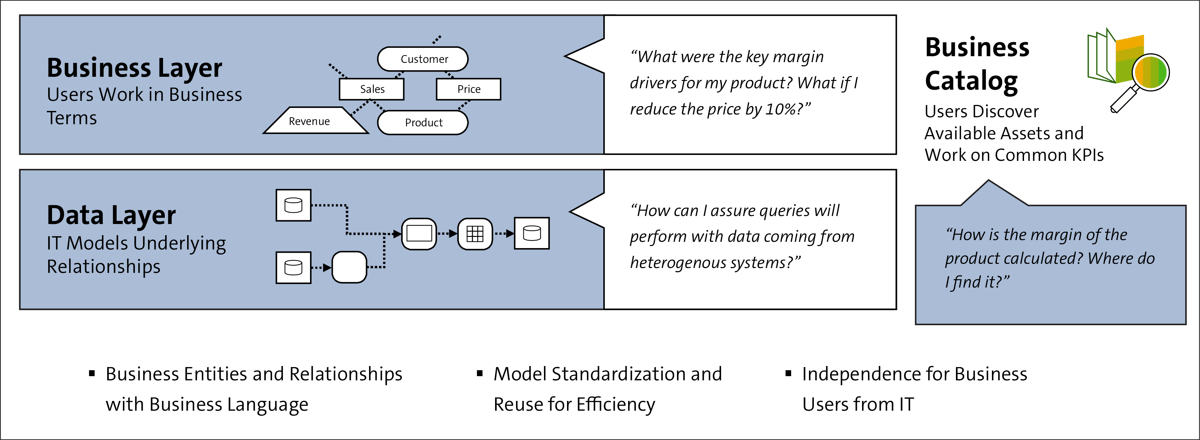 Business Layer
Users Work in Business
Terms
Customer
Sales
Price
Revenue
Product
“What were the key margin
drivers for my product? What if I
reduce the price by 10%?”
Business
Catalog
Users Discover
Available Assets and
Work on Common KPIs
Data Layer
IT Models Underlying
Relationships
“How can I assure queries will
perform with data coming from
heterogenous systems?”
“How is the margin of the
product calculated? Where do
I find it?”
▪ Business Entities and Relationships
with Business Language
▪ Model Standardization and
Reuse for Efficiency
▪ Independence for Business
Users from IT